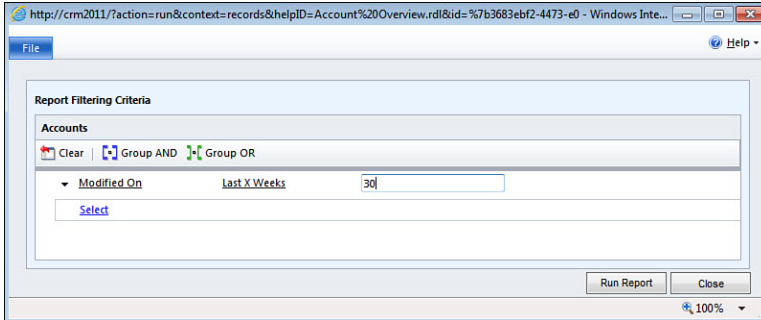 http://crm2011/?action=run&context=records&helpID=Account%20Overview.rdl&id=%7b3683ebf2-4473-e0 - Windows Inte...
File
Help
Report Filtering Criteria
Accounts
Clear | Group AND Group OR
Modified On Last X Weeks 30
Select
Run Report Close
100%